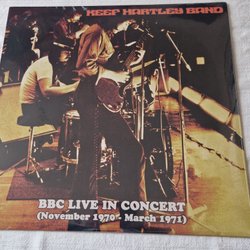 KEEF HARTLEY BAND
BBC LIVE IN CONCERT
(November 1970 - March 1971)